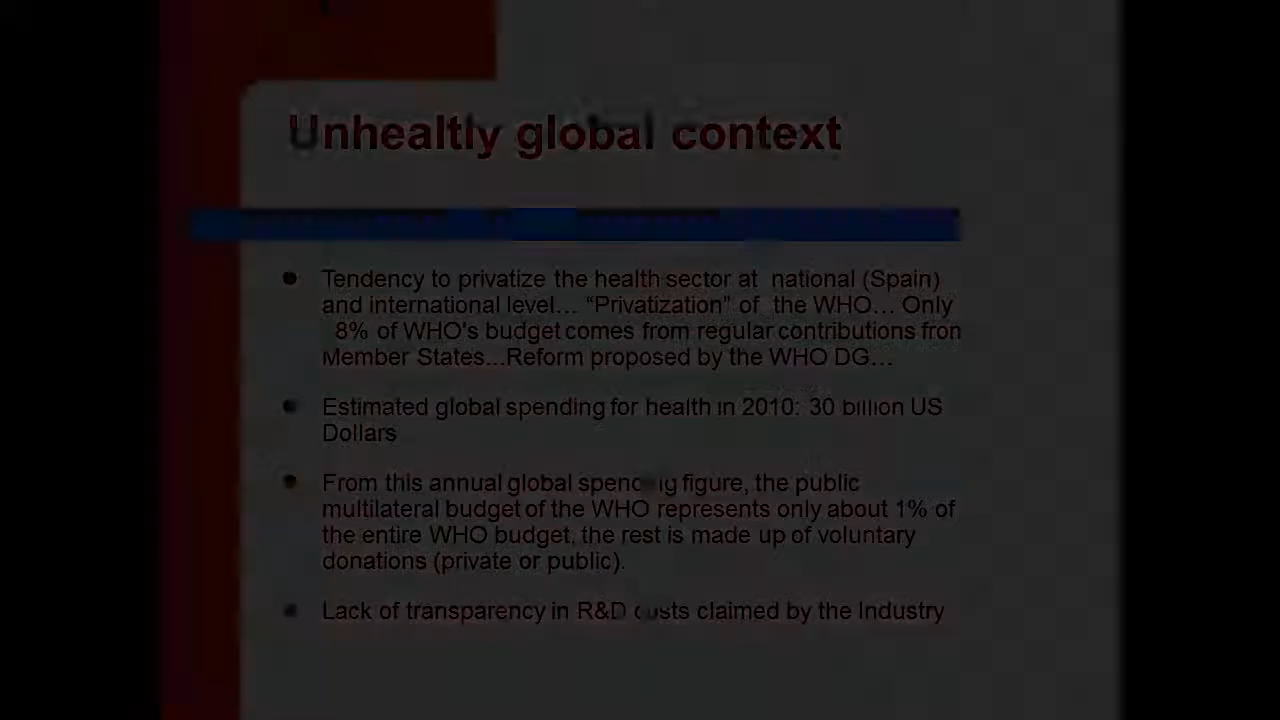 Unhealtly global context
Tendency to privatize the health sector at national (Spain)
and international level… “Privatization” of the WHO… Only
8% of WHO's budget comes from regular contributions from
Member States...Reform proposed by the WHO DG…
Estimated global spending for health in 2010: 30 billion US
Dollars
From this annual global spending figure, the public
multilateral budget of the WHO represents only about 1% of
the entire WHO budget, the rest is made up of voluntary
donations (private or public).
Lack of transparency in R&D costs claimed by the Industry